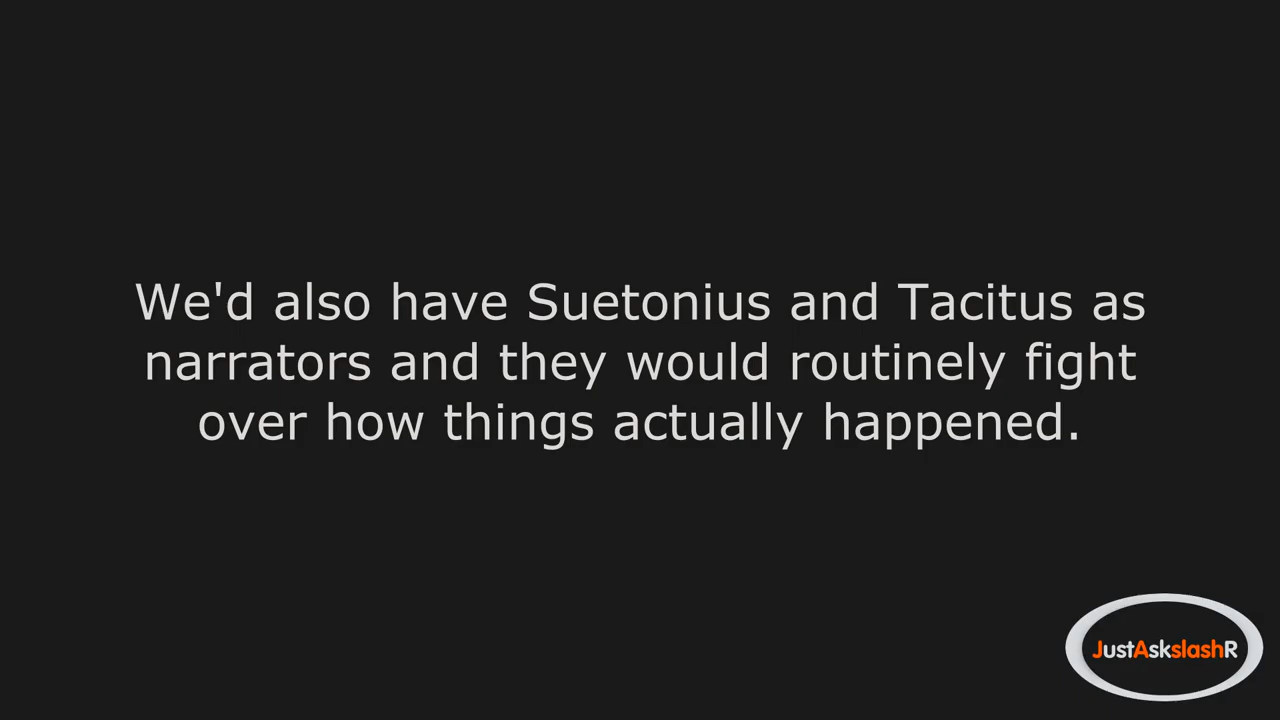 We'd also have Suetonius and Tacitus as
narrators and they would routinely fight
over how things actually happened.
JustAskslashR